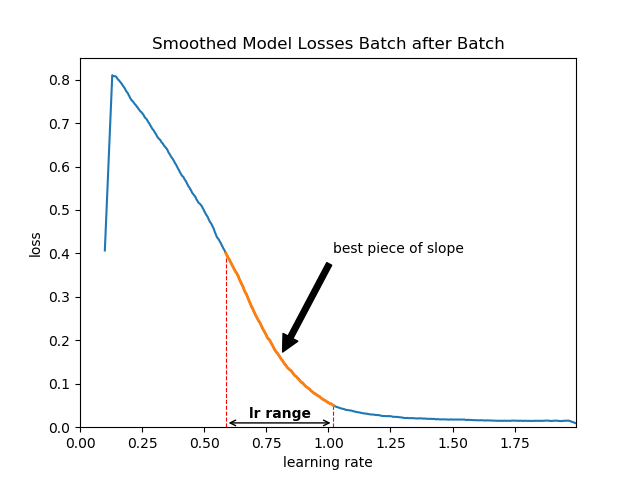 Smoothed Model Losses Batch after Batch
0.8
0.7
0.6
0.5
0.4
0.3
0.2
0.1
0.0
loss
best piece of slope
lr range
0.00 0.25 0.50 0.75 1.00 1.25 1.50 1.75
learning rate